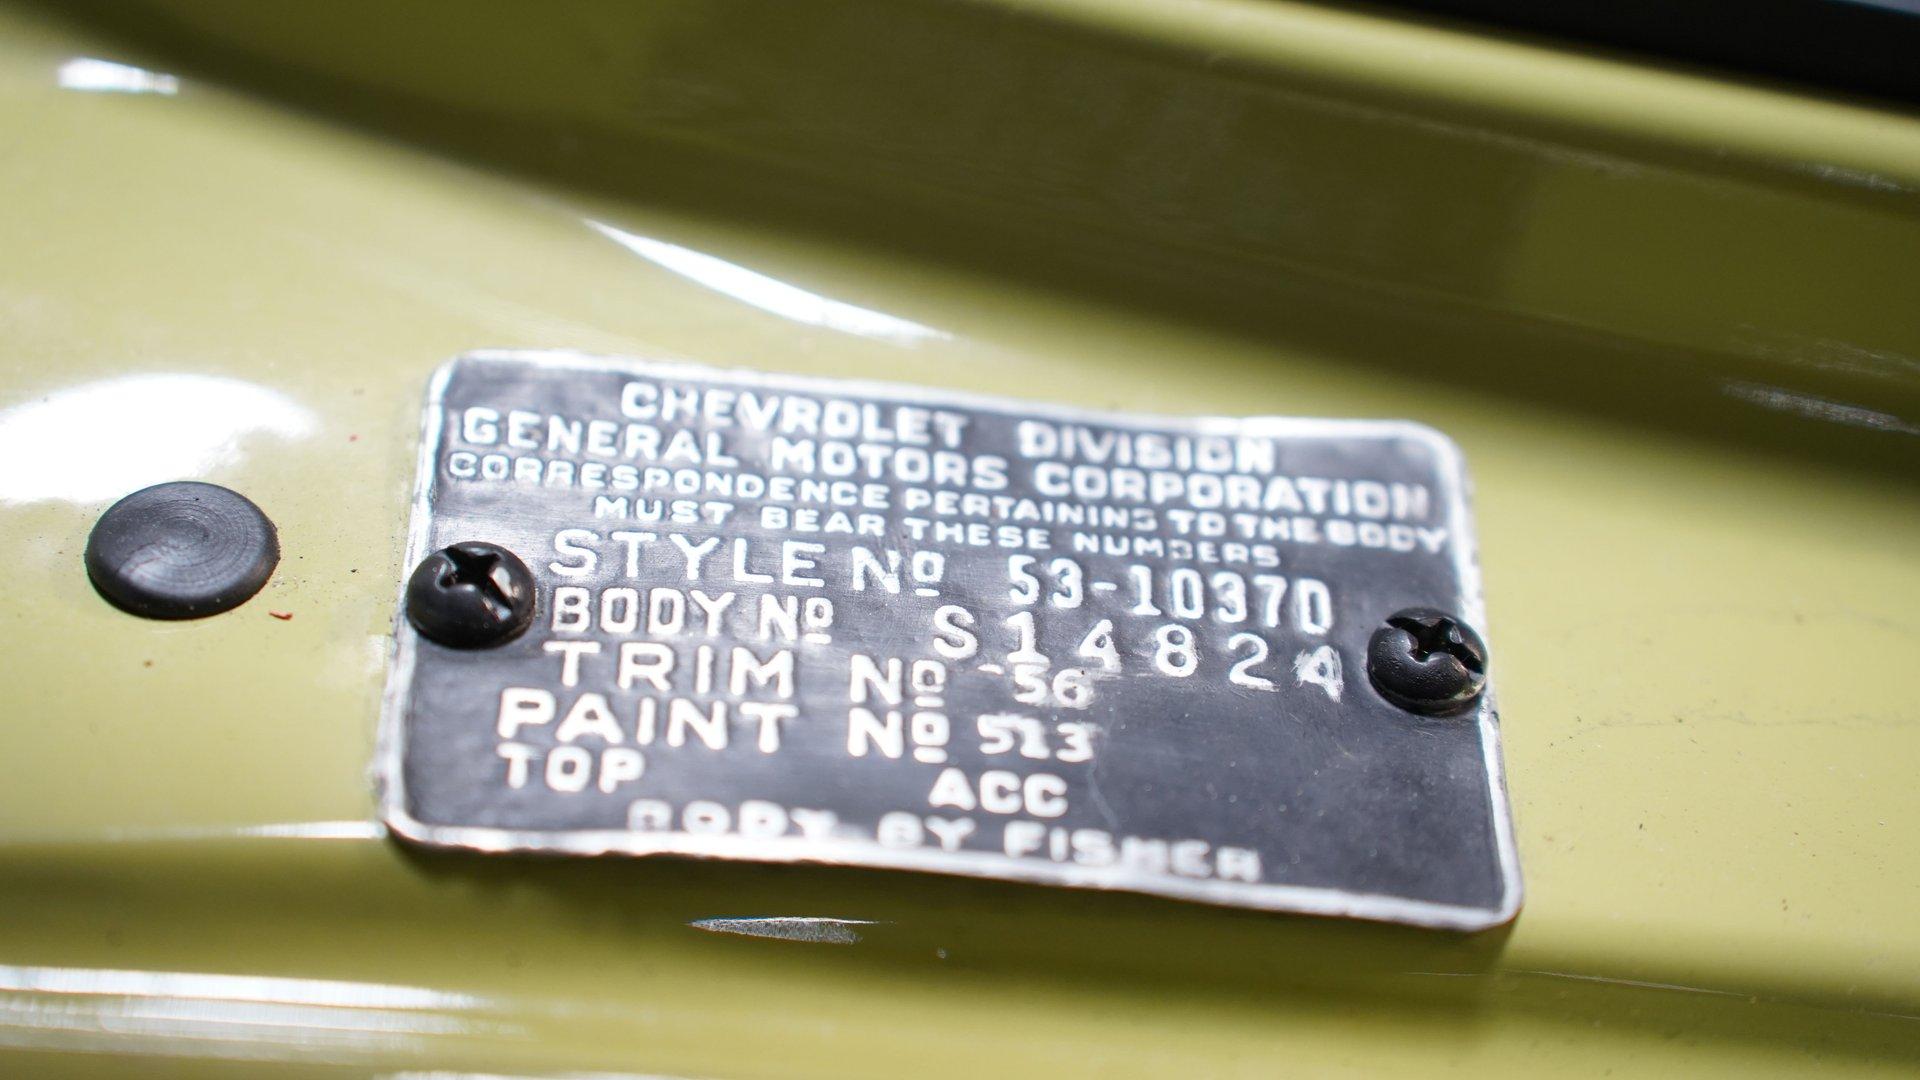 CHEVROLET DIVISION
GENERAL MOTORS CORPORATION
CORRESPONDENCE PERTAINING TO THE BODY
MUST BEAR THESE NUMBERS
STYLE Nº 53-1037D
BODY Nº S14824
TRIM Nº 56
PAINT Nº 513
TOP ACC
BODY BY FISHER